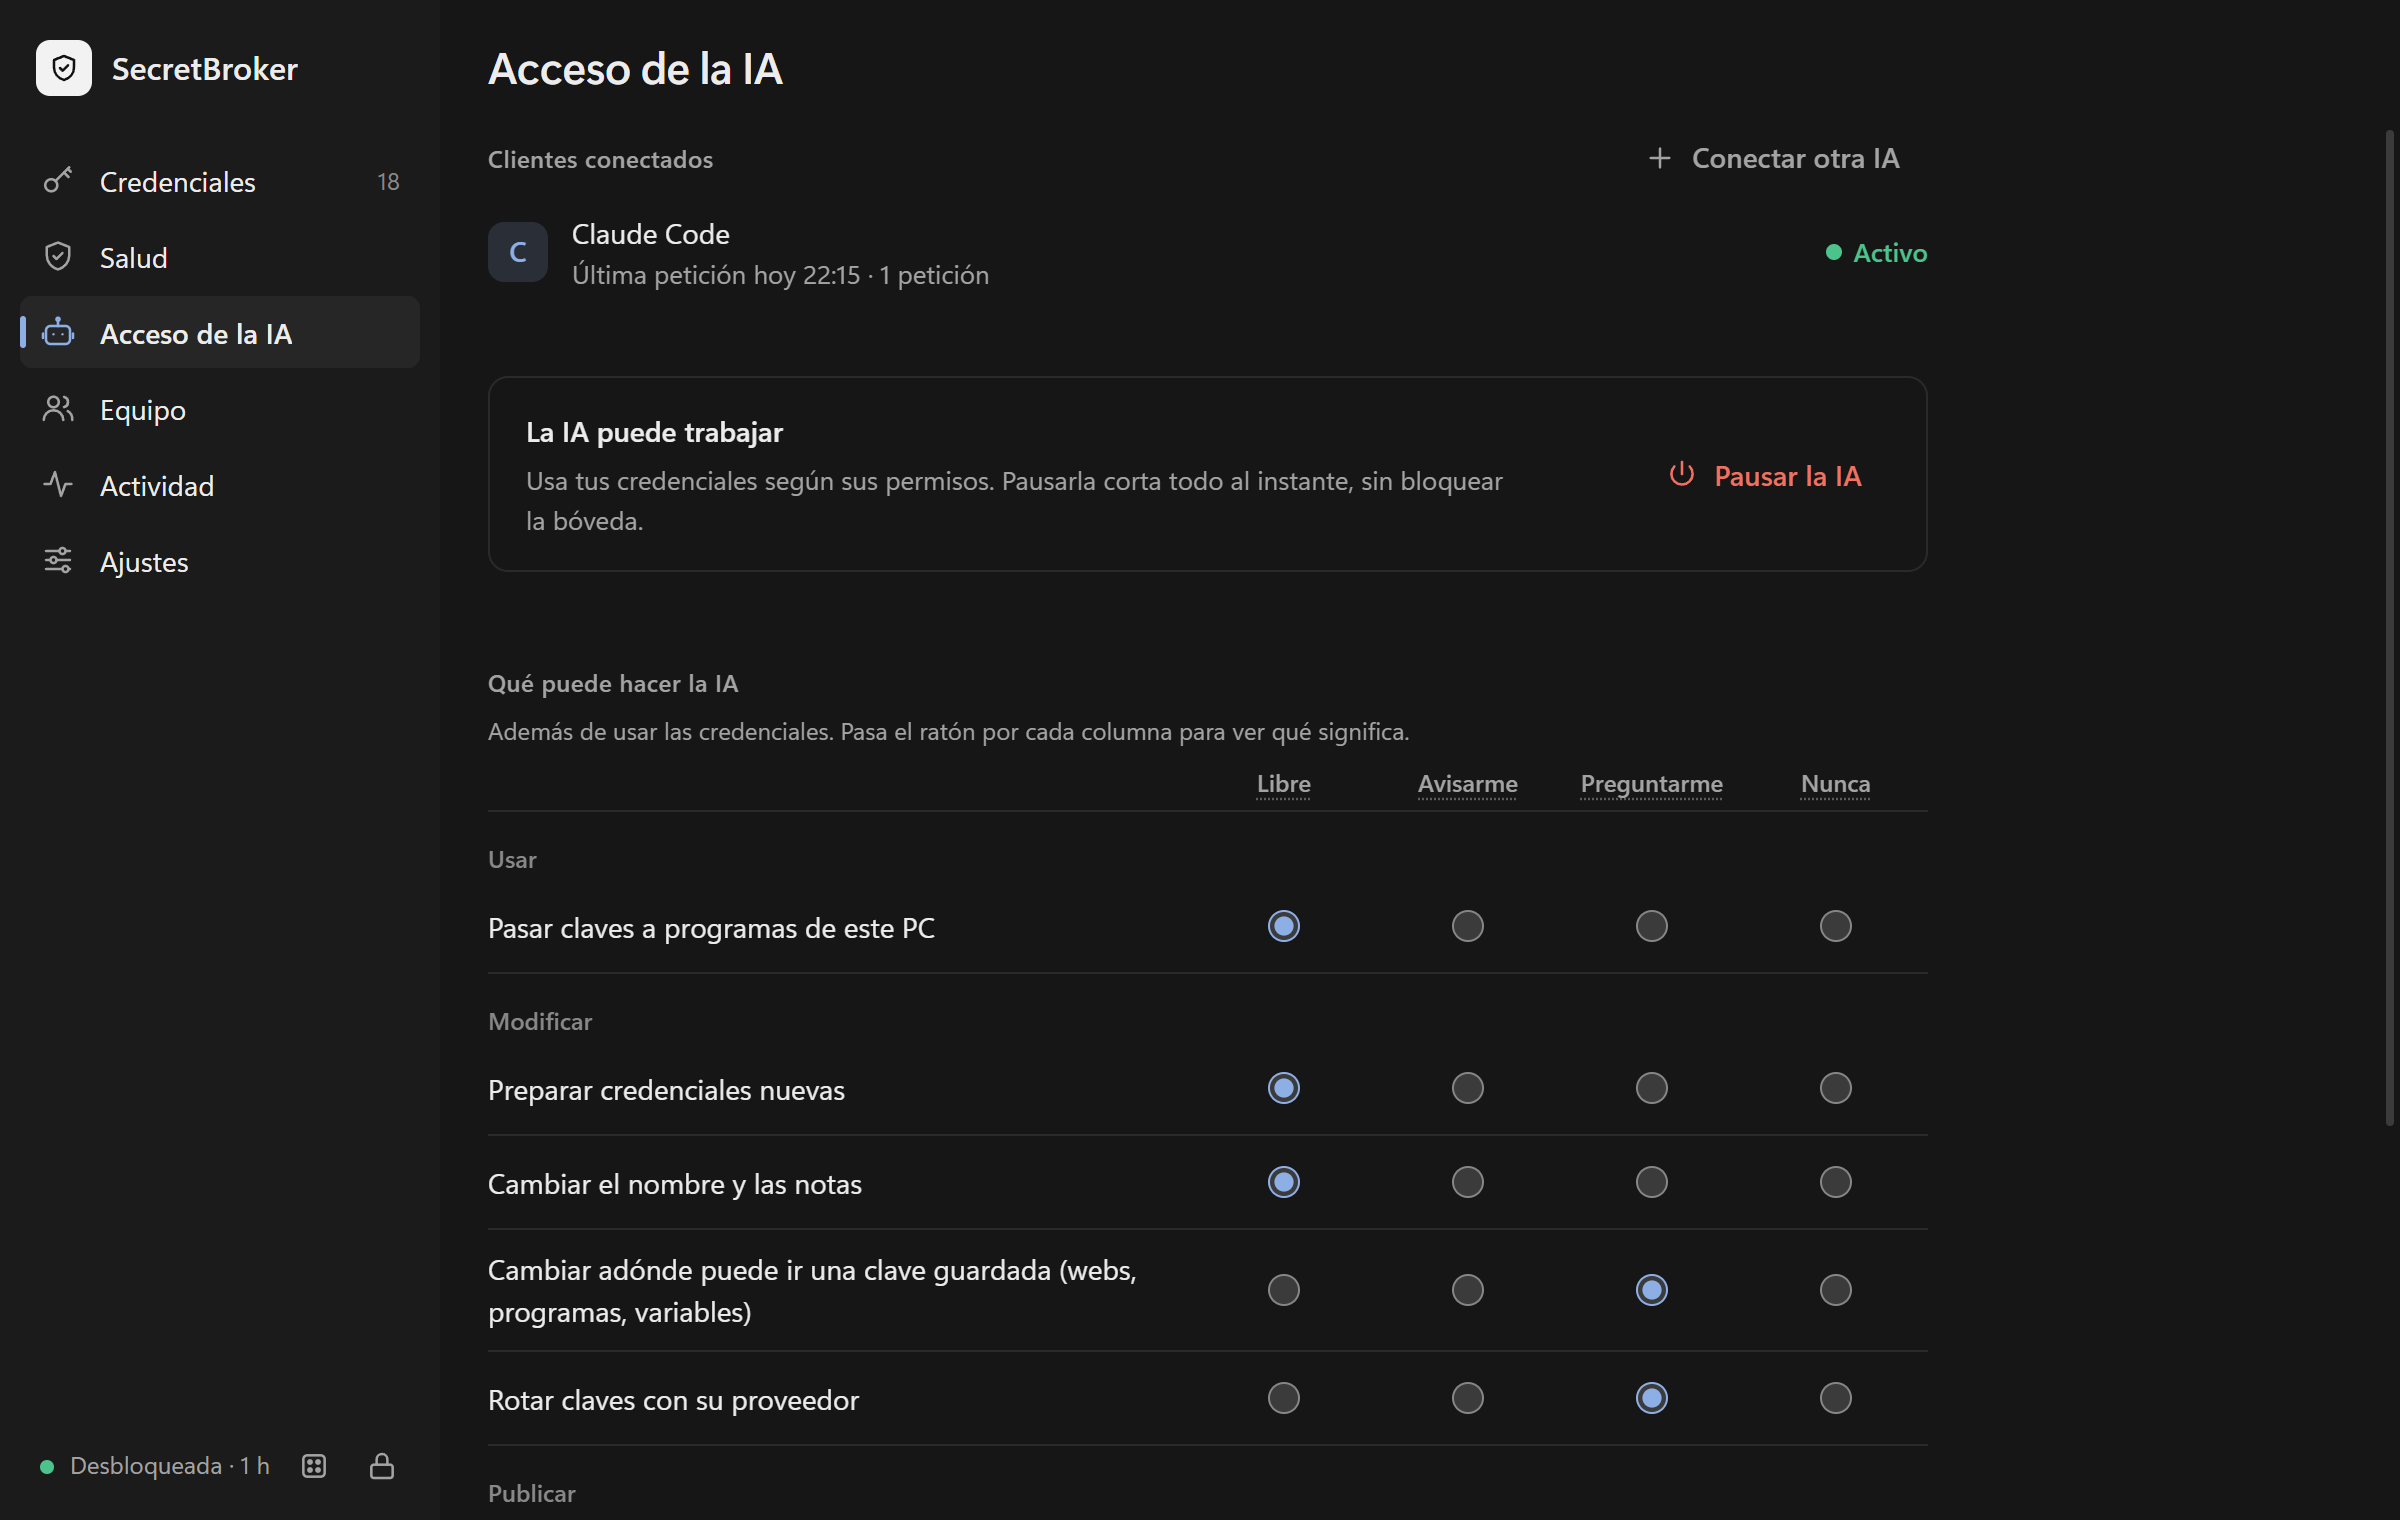 SecretBroker
Credenciales 18
Salud
Acceso de la IA
Equipo
Actividad
Ajustes
Desbloqueada · 1 h
Acceso de la IA
Clientes conectados
Conectar otra IA
C
Claude Code
Última petición hoy 22:15 · 1 petición
Activo
La IA puede trabajar
Usa tus credenciales según sus permisos. Pausarla corta todo al instante, sin bloquear
la bóveda.
Pausar la IA
Qué puede hacer la IA
Además de usar las credenciales. Pasa el ratón por cada columna para ver qué significa.
Libre Avisarme Preguntarme Nunca
Usar
Pasar claves a programas de este PC
Modificar
Preparar credenciales nuevas
Cambiar el nombre y las notas
Cambiar adónde puede ir una clave guardada (webs,
programas, variables)
Rotar claves con su proveedor
Publicar